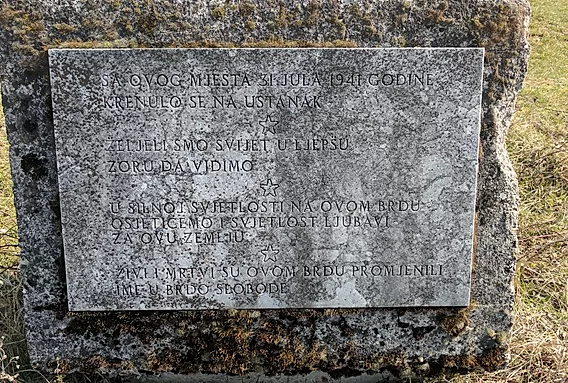 SA OVOG MJESTA 31 JULA 1941 GODINE
KRENULO SE NA USTANAK
ŽELJELI SMO SVIJET U LJEPŠU
ZORU DA VIDIMO
U SILNOJ SVJETLOSTI NA OVOM BRDU
OSJETIĆEMO I SVJETLOST LJUBAVI
ZA OVU ZEMLJU
ŽIVI I MRTVI SU OVOM BRDU PROMJENILI
IME U BRDO SLOBODE